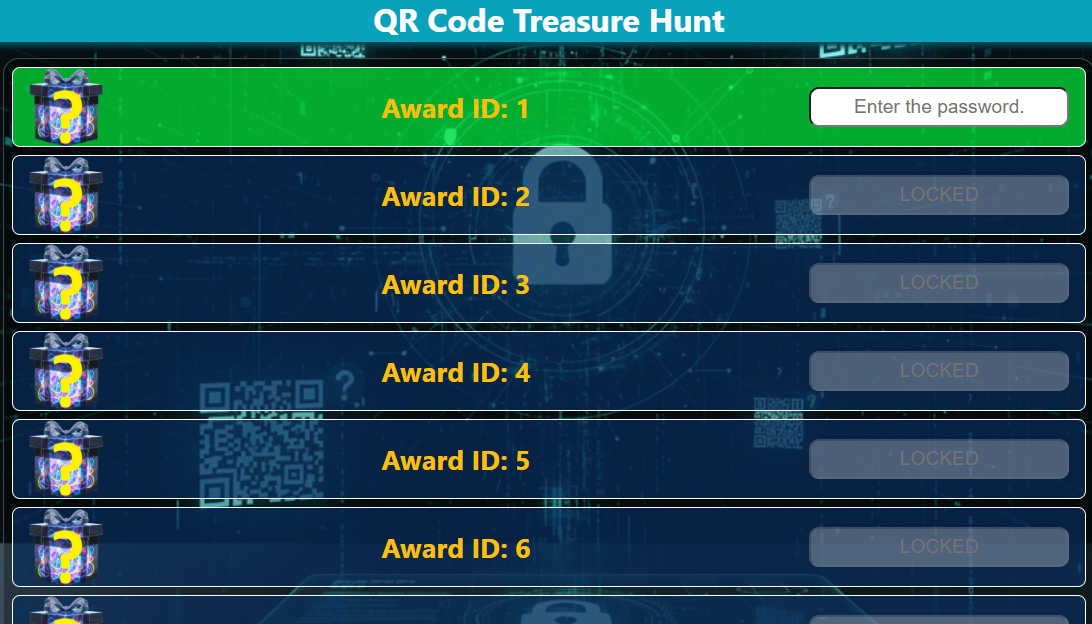 QR Code Treasure Hunt
?
Award ID: 1
Enter the password.
?
Award ID: 2
LOCKED
?
?
Award ID: 3
LOCKED
?
Award ID: 4
LOCKED
?
?
Award ID: 5
LOCKED
?
Award ID: 6
LOCKED